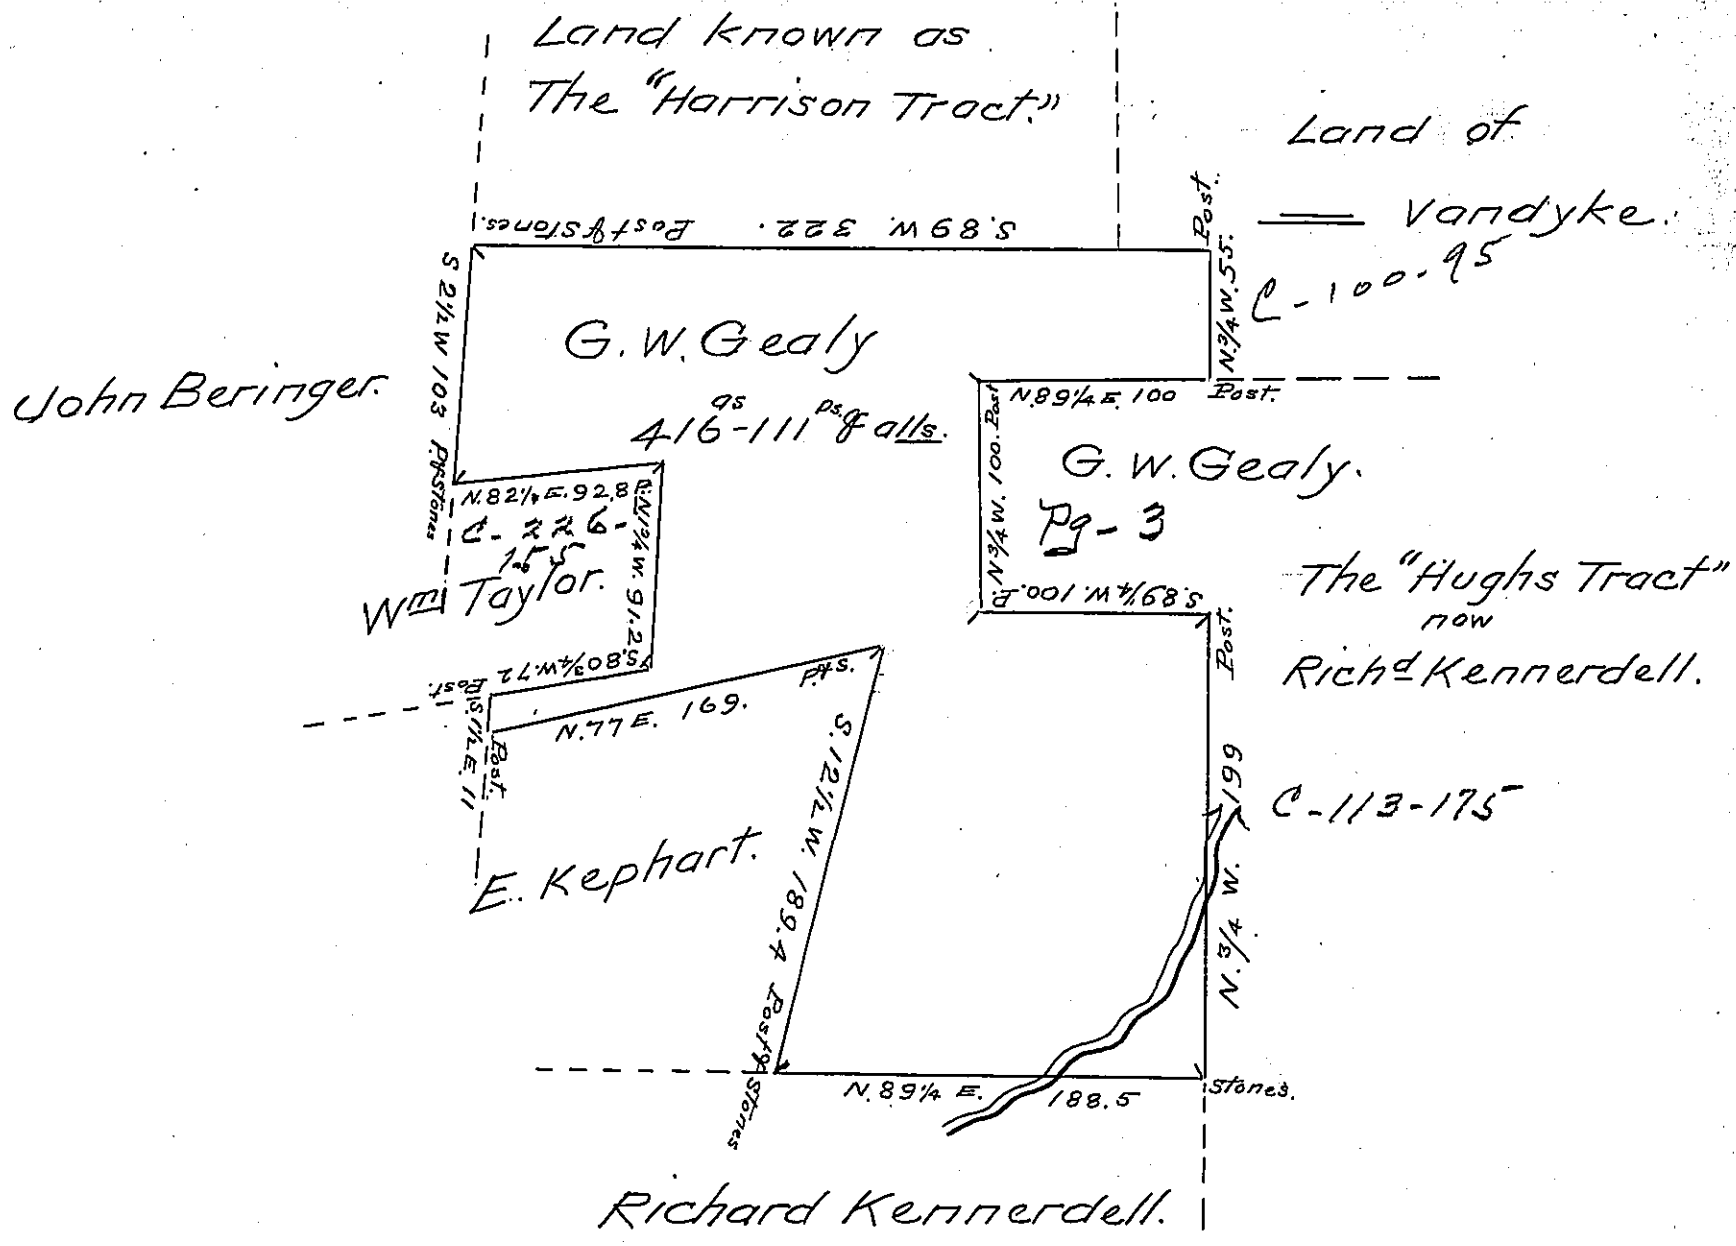 Land known as
The "Harrison Tract."
Land of
Vandyke.
C-100-95
Post.
S. 89 W. 322. Post & stones.
N. 3/4 W. 55.
S 2 1/2 W 103 P & stones
G. W. Gealy
416 as -111 ps. & alls.
John Beringer.
N. 89 1/4 E. 100 Post.
N 3/4 W. 100. Post
G. W. Gealy.
Pg-3
N. 82 1/4 E. 92.8 P.
C-226-
155
Wm Taylor.
N 1 3/4 W. 91.2
S. 89 1/4 W. 100. P.
The "Hughs Tract"
now
Richd Kennerdell.
Post.
S. 80 3/4 W. 72 Post.
S 1 1/2 E. 11
Post.
N. 77 E. 169. P & s.
S. 12 1/2 W. 189.4 Post & stones
E. Kephart.
N. 3/4 W. 199
C-113-175
N. 89 1/4 E. 188.5 Stones.
Richard Kennerdell.